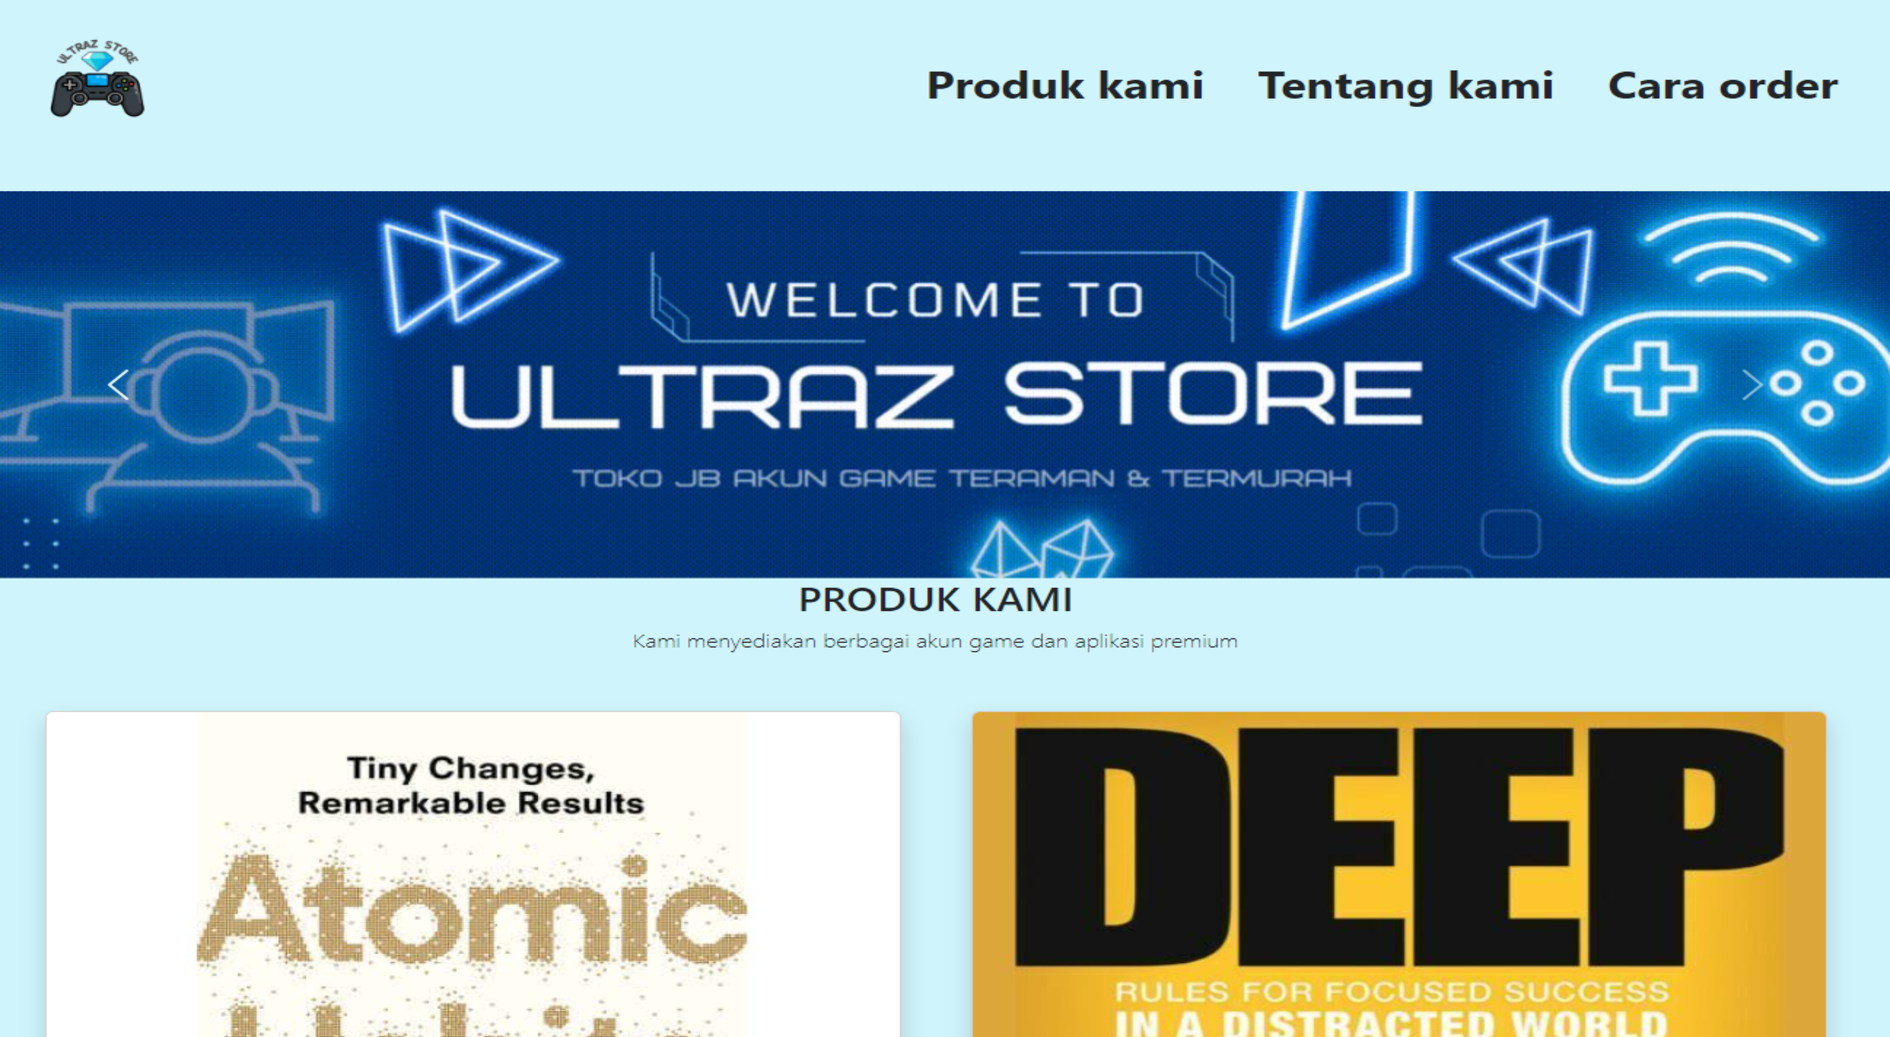 ULTRAZ STORE
Produk kami
Tentang kami
Cara order
WELCOME TO
ULTRAZ STORE
TOKO JB AKUN GAME TERAMAN & TERMURAH
PRODUK KAMI
Kami menyediakan berbagai akun game dan aplikasi premium
Tiny Changes,
Remarkable Results
Atomic
DEEP
RULES FOR FOCUSED SUCCESS
IN A DISTRACTED WORLD